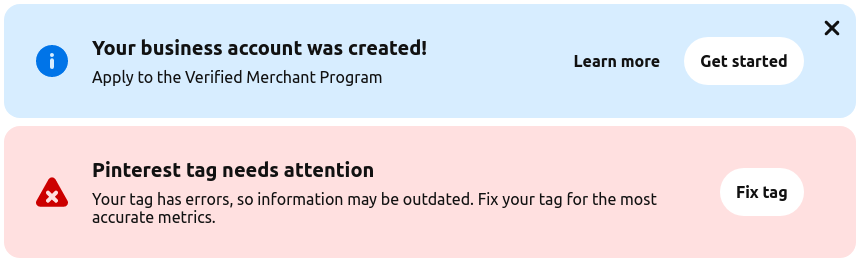 Your business account was created!
Apply to the Verified Merchant Program
Learn more
Get started
Pinterest tag needs attention
Your tag has errors, so information may be outdated. Fix your tag for the most
accurate metrics.
Fix tag